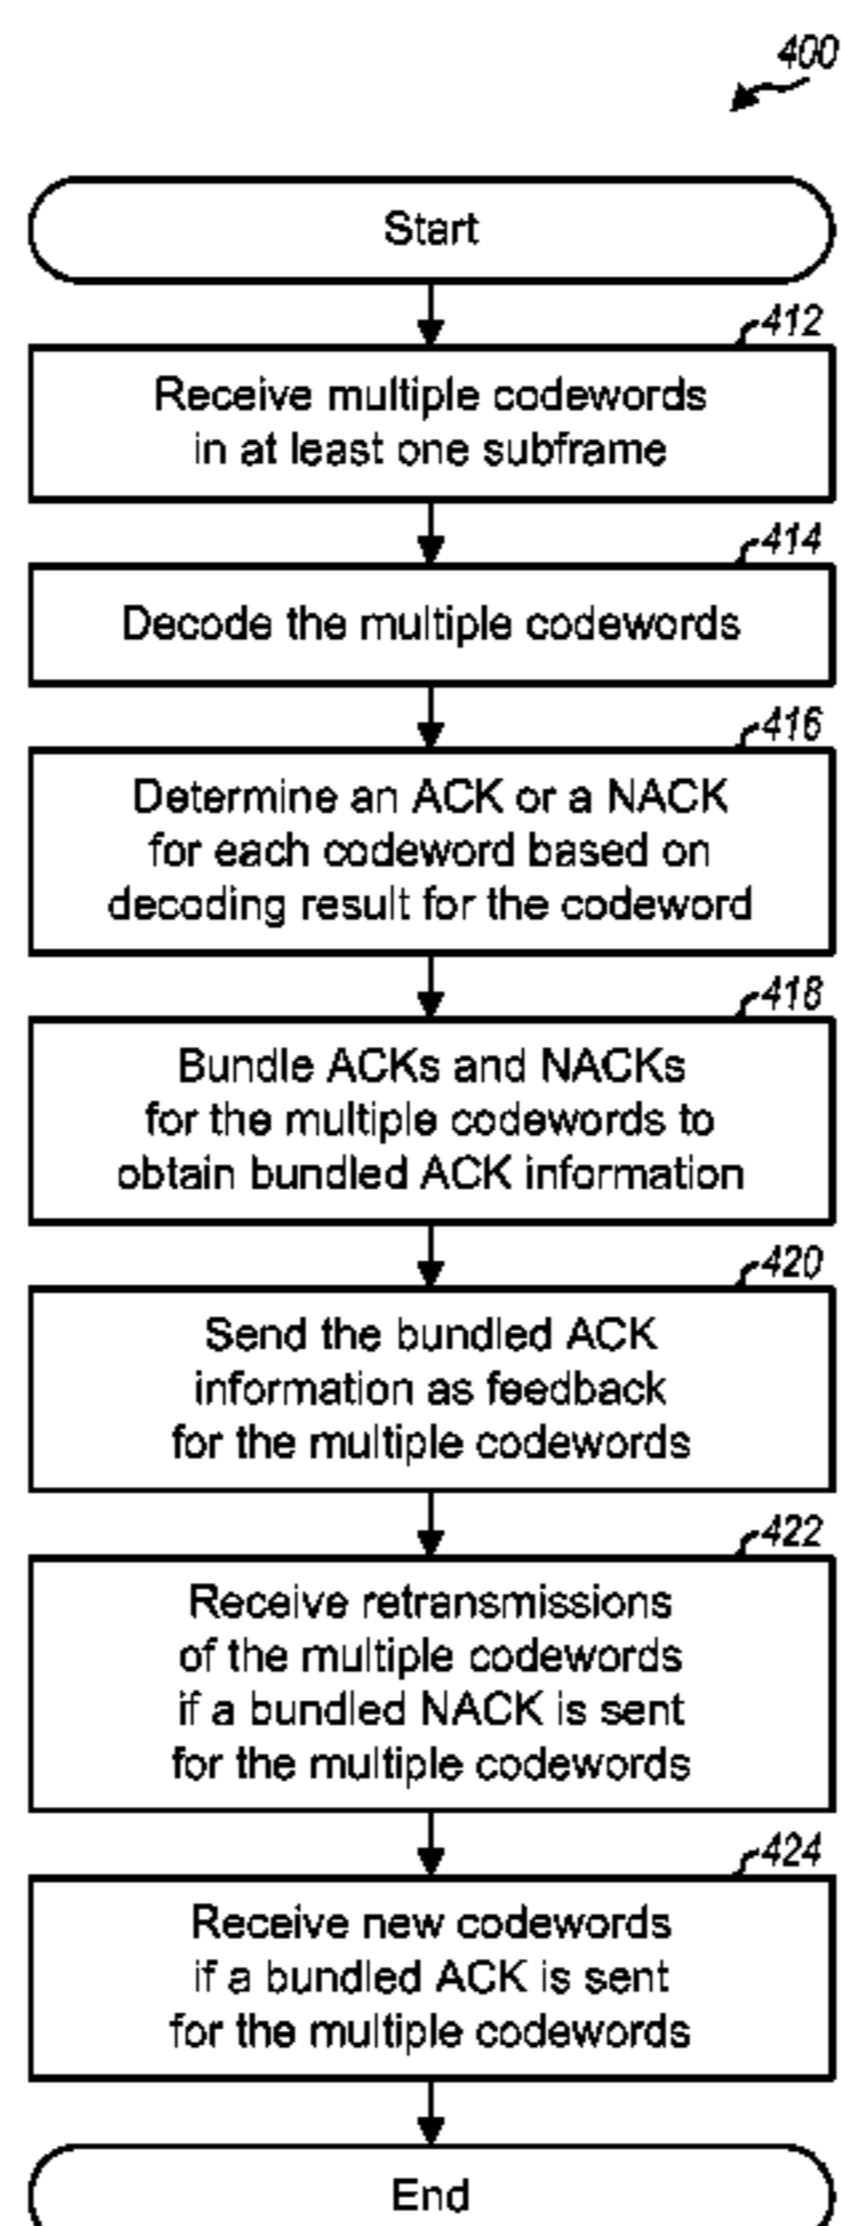 400
Start
412
Receive multiple codewords
in at least one subframe
414
Decode the multiple codewords
416
Determine an ACK or a NACK
for each codeword based on
decoding result for the codeword
418
Bundle ACKs and NACKs
for the multiple codewords to
obtain bundled ACK information
420
Send the bundled ACK
information as feedback
for the multiple codewords
422
Receive retransmissions
of the multiple codewords
if a bundled NACK is sent
for the multiple codewords
424
Receive new codewords
if a bundled ACK is sent
for the multiple codewords
End